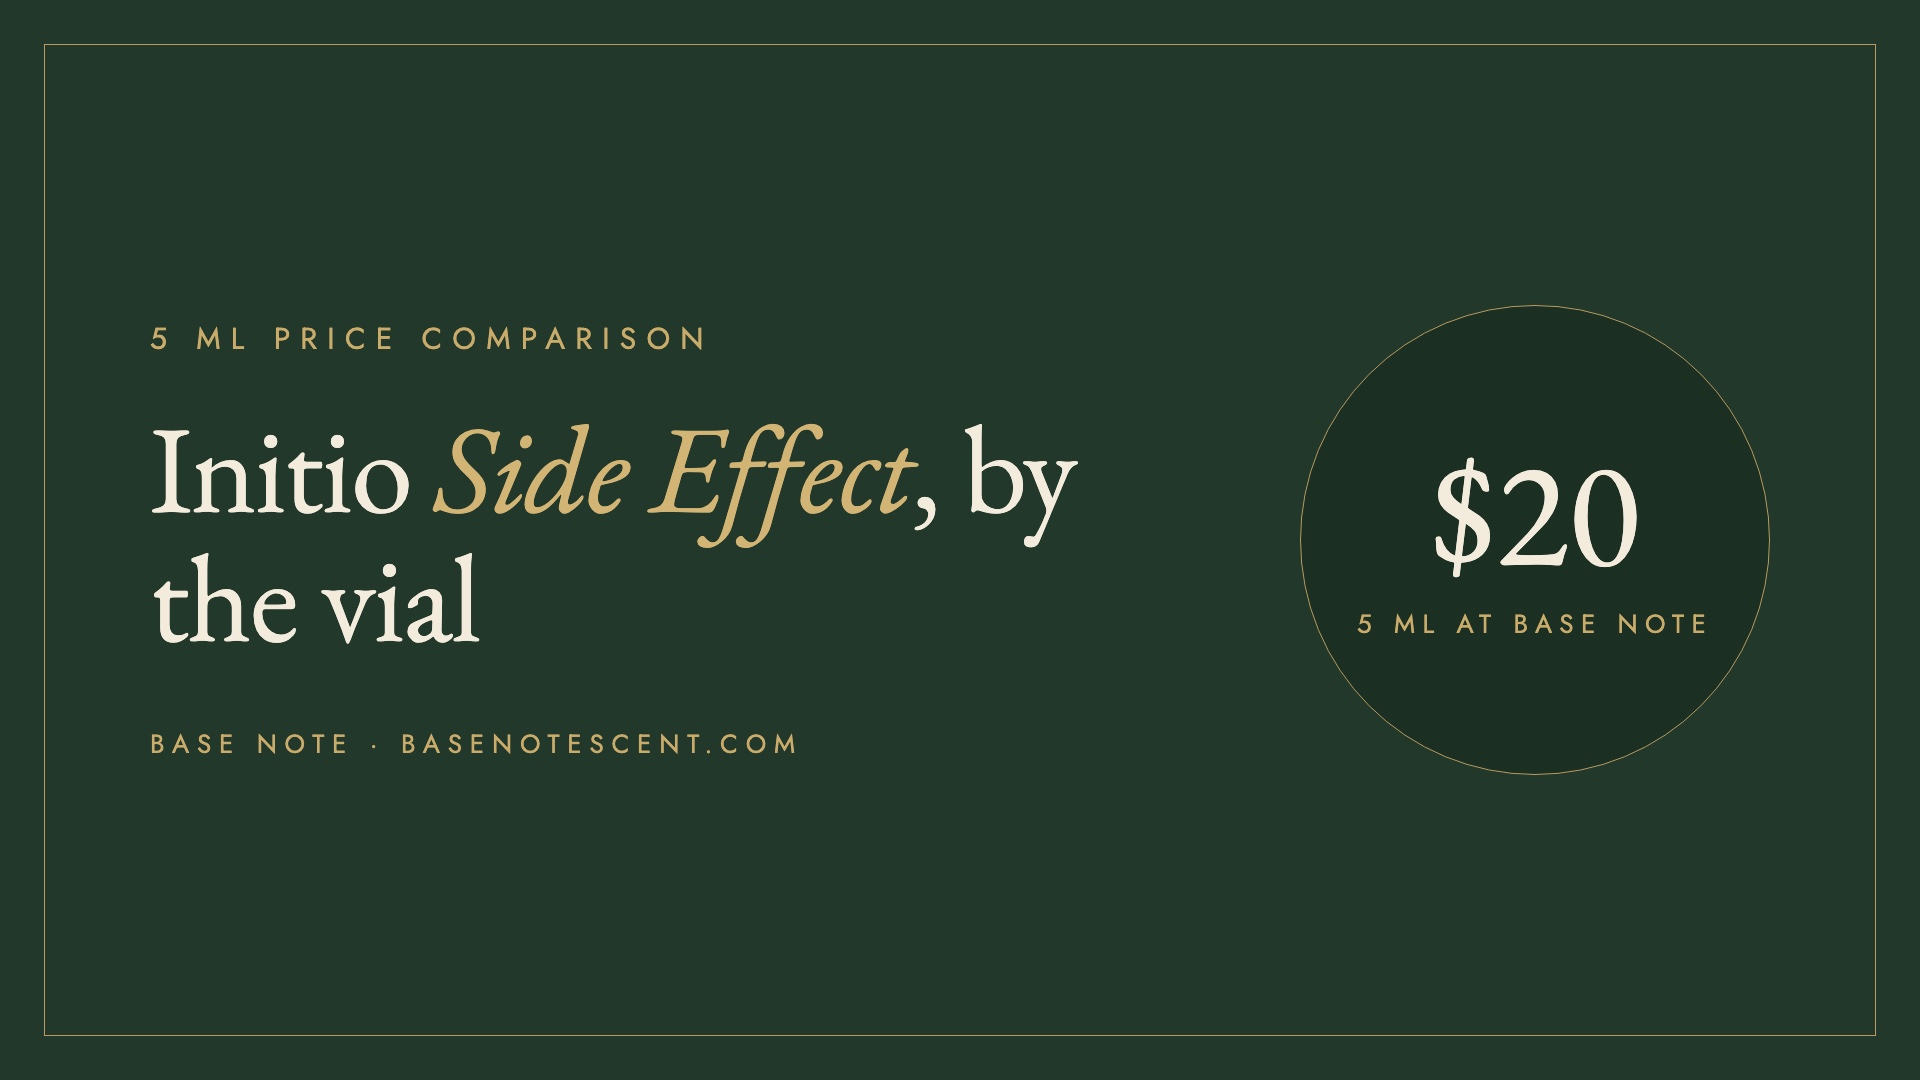 5 ML PRICE COMPARISON
Initio Side Effect, by
the vial
BASE NOTE · BASENOTESCENT.COM
$20
5 ML AT BASE NOTE